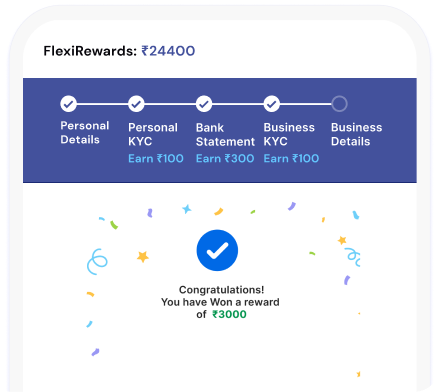 FlexiRewards: ₹24400
Personal Details
Personal KYC
Earn ₹100
Bank Statement
Earn ₹300
Business KYC
Earn ₹100
Business Details
Congratulations!
You have Won a reward
of ₹3000